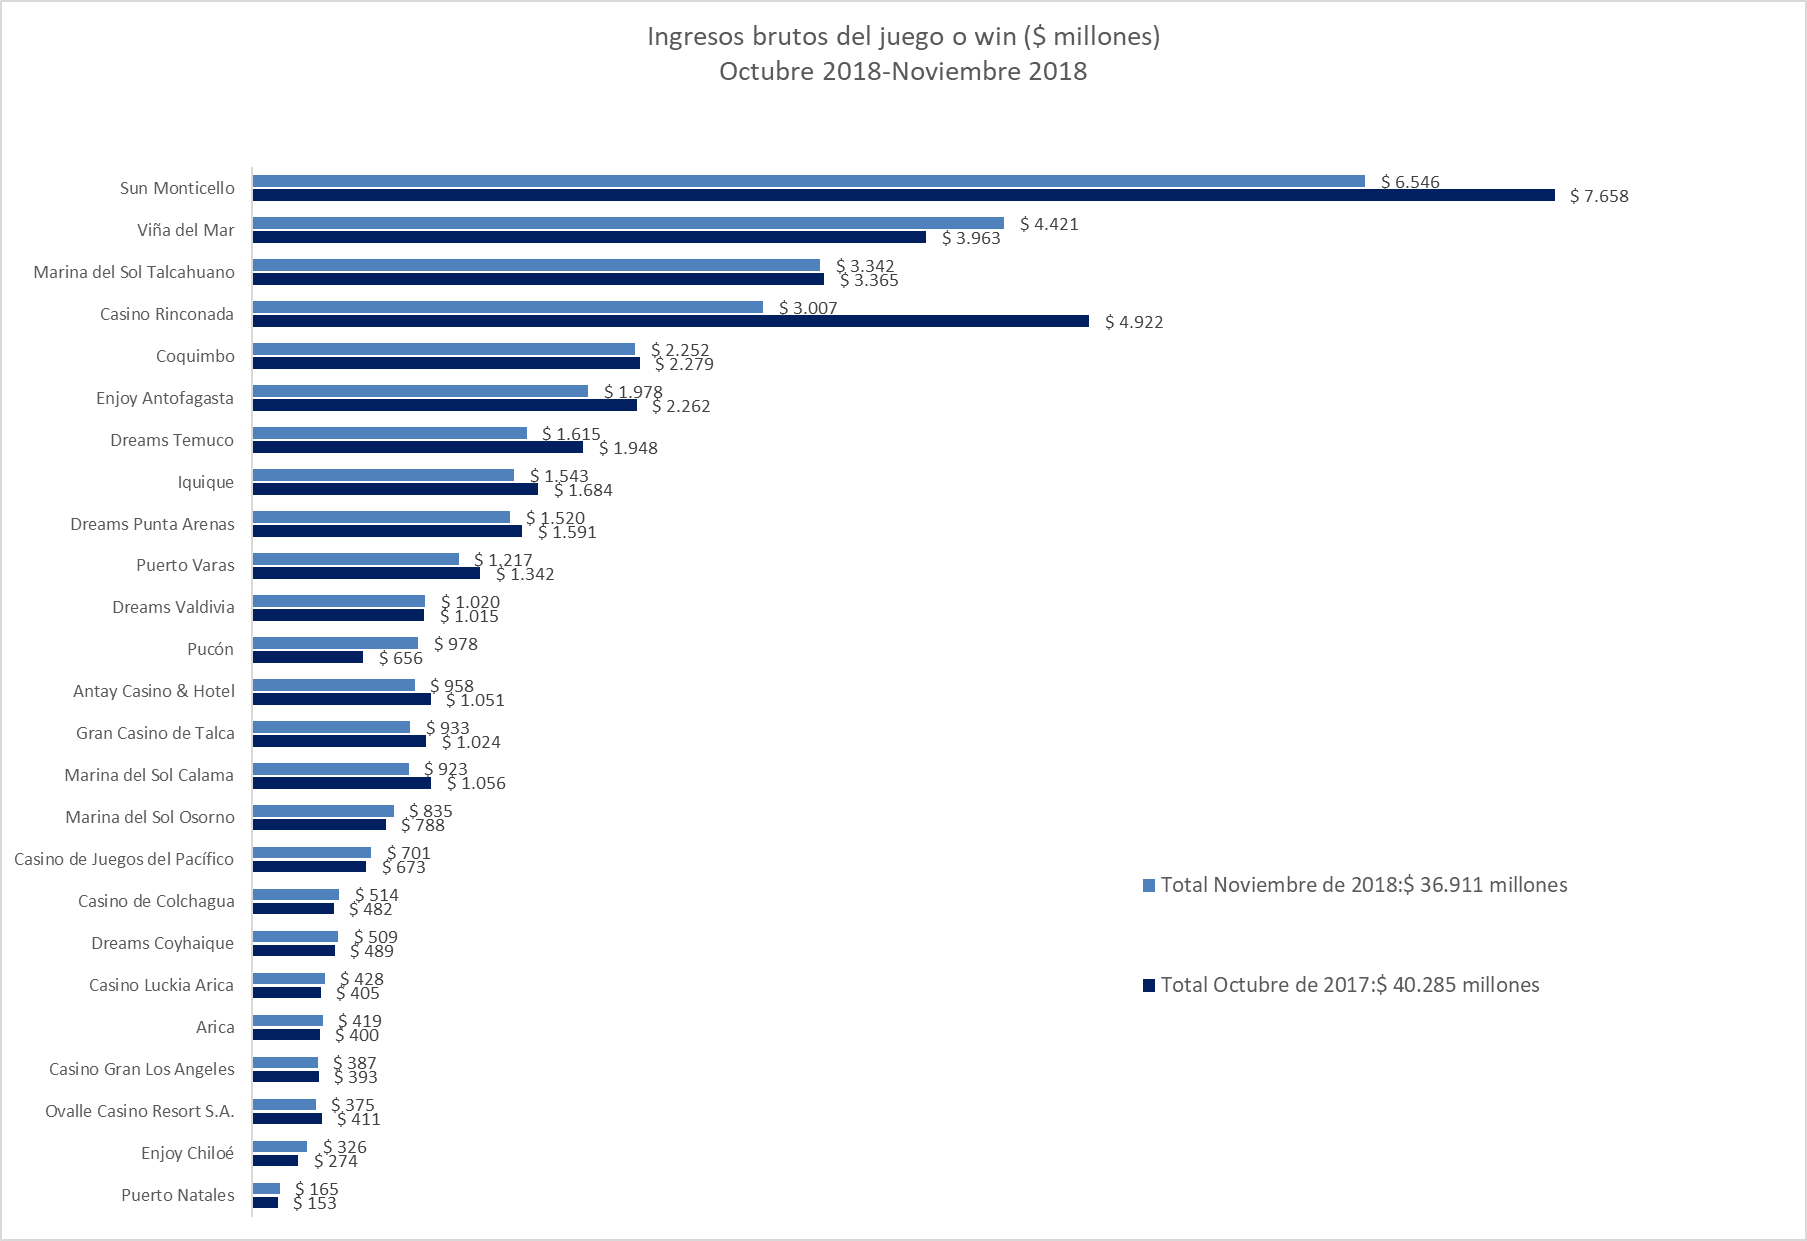 Ingresos brutos del juego o win ($ millones)
Octubre 2018-Noviembre 2018
Sun Monticello
$ 6.546
$ 7.658
Viña del Mar
$ 4.421
$ 3.963
Marina del Sol Talcahuano
$ 3.342
$ 3.365
Casino Rinconada
$ 3.007
$ 4.922
Coquimbo
$ 2.252
$ 2.279
Enjoy Antofagasta
$ 1.978
$ 2.262
Dreams Temuco
$ 1.615
$ 1.948
Iquique
$ 1.543
$ 1.684
Dreams Punta Arenas
$ 1.520
$ 1.591
Puerto Varas
$ 1.217
$ 1.342
Dreams Valdivia
$ 1.020
$ 1.015
Pucón
$ 978
$ 656
Antay Casino & Hotel
$ 958
$ 1.051
Gran Casino de Talca
$ 933
$ 1.024
Marina del Sol Calama
$ 923
$ 1.056
Marina del Sol Osorno
$ 835
$ 788
Casino de Juegos del Pacífico
$ 701
$ 673
Casino de Colchagua
$ 514
$ 482
Dreams Coyhaique
$ 509
$ 489
Casino Luckia Arica
$ 428
$ 405
Arica
$ 419
$ 400
Casino Gran Los Angeles
$ 387
$ 393
Ovalle Casino Resort S.A.
$ 375
$ 411
Enjoy Chiloé
$ 326
$ 274
Puerto Natales
$ 165
$ 153
Total Noviembre de 2018:$ 36.911 millones
Total Octubre de 2017:$ 40.285 millones